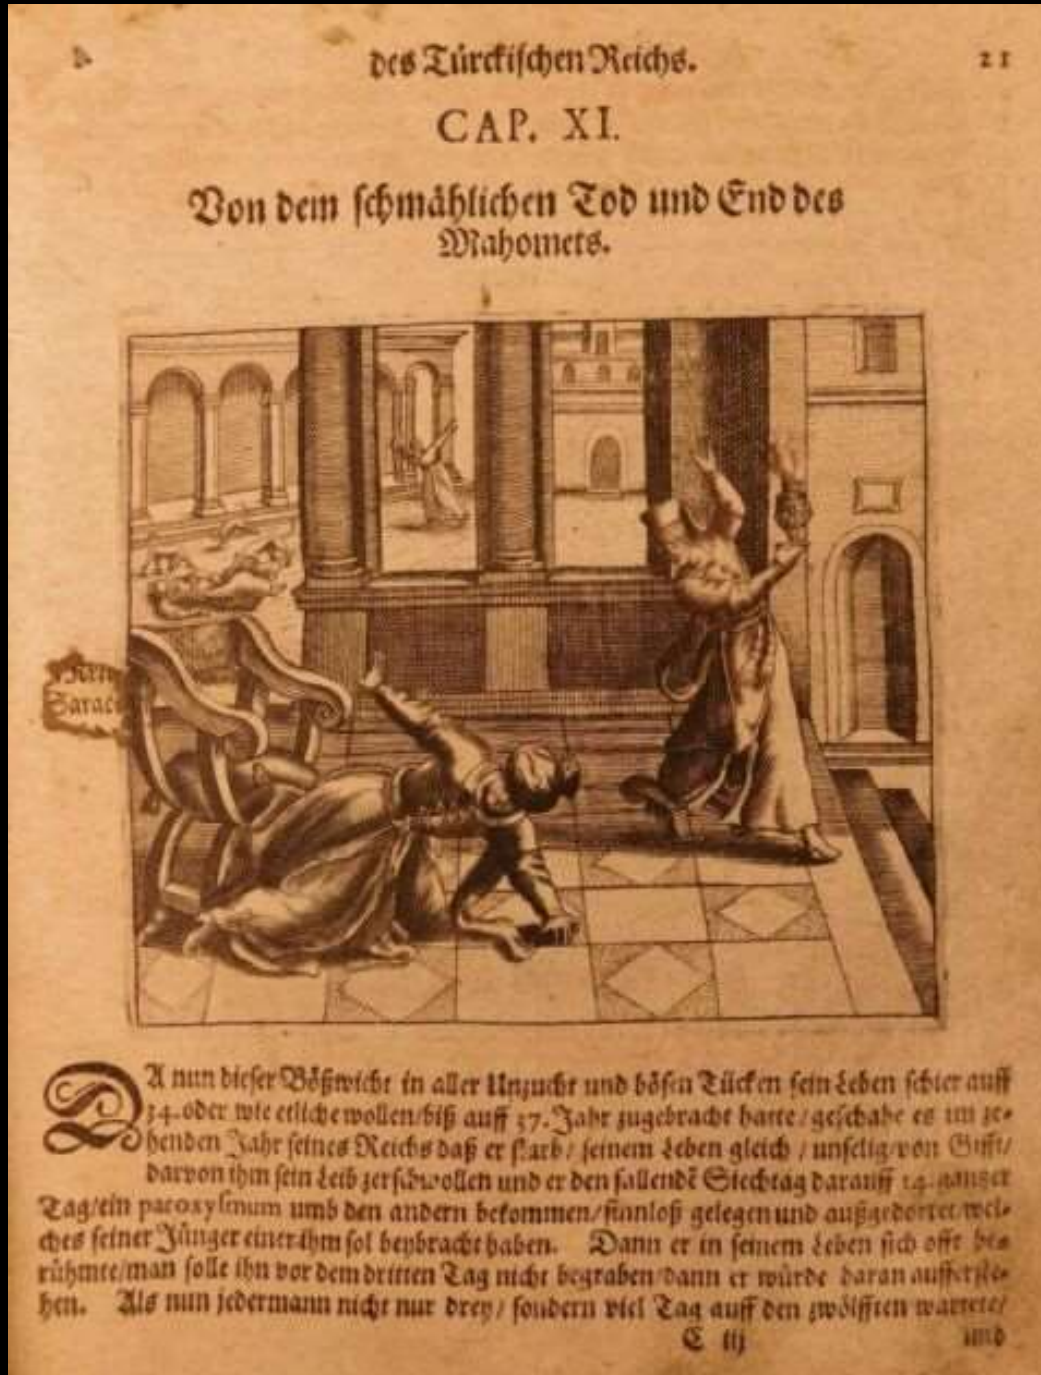 des Türckischen Reichs. 21
CAP. XI.
Von dem schmählichen Tod und End des
Mahomets.
DA nun dieser Bößwicht in aller Unzucht und bösen Tücken sein Leben schier auff
34. oder wie etliche wollen/biß auff 37. Jahr zugebracht hatte/geschahe es im ze-
henden Jahr seines Reichs daß er starb/ seinem Leben gleich / unselig/von Gifft/
darvon ihm sein Leib zerschwollen und er den fallendē Siechtag darauff 14. gantzer
Tag/ein paroxysmum umb den andern bekommen/sinnloß gelegen und außgedorret/wel-
ches seiner Jünger einer ihm sol beybracht haben. Dann er in seinem Leben sich offt be-
rühmte/man solle ihn vor dem dritten Tag nicht begraben/dann er würde daran aufferste-
hen. Als nun jedermann nicht nur drey/ sondern viel Tag auff den zwölfften wartete/
C iij und